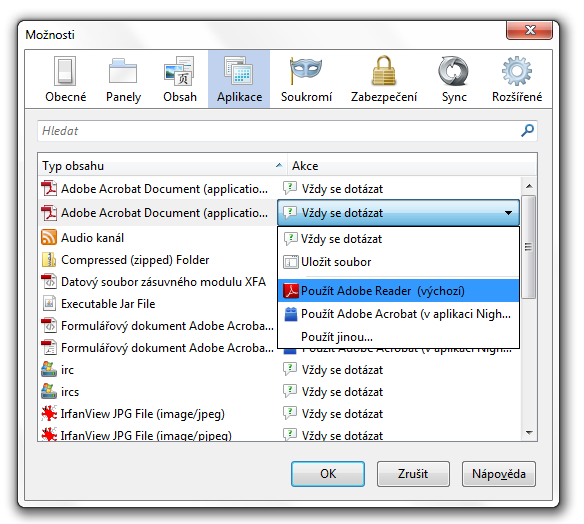 Možnosti
Obecné Panely Obsah Aplikace Soukromí Zabezpečení Sync Rozšířené
Hledat
Typ obsahu Akce
Adobe Acrobat Document (applicatio... Vždy se dotázat
Adobe Acrobat Document (applicatio... Vždy se dotázat
Audio kanál Vždy se dotázat
Compressed (zipped) Folder Uložit soubor
Datový soubor zásuvného modulu XFA Použít Adobe Reader (výchozí)
Executable Jar File Použít Adobe Acrobat (v aplikaci Nigh...
Formulářový dokument Adobe Acroba... Použít jinou...
Formulářový dokument Adobe Acroba... Použít Adobe Acrobat (v aplikaci Nigh...
irc Vždy se dotázat
ircs Vždy se dotázat
IrfanView JPG File (image/jpeg) Vždy se dotázat
IrfanView JPG File (image/pjpeg) Vždy se dotázat
OK Zrušit Nápověda